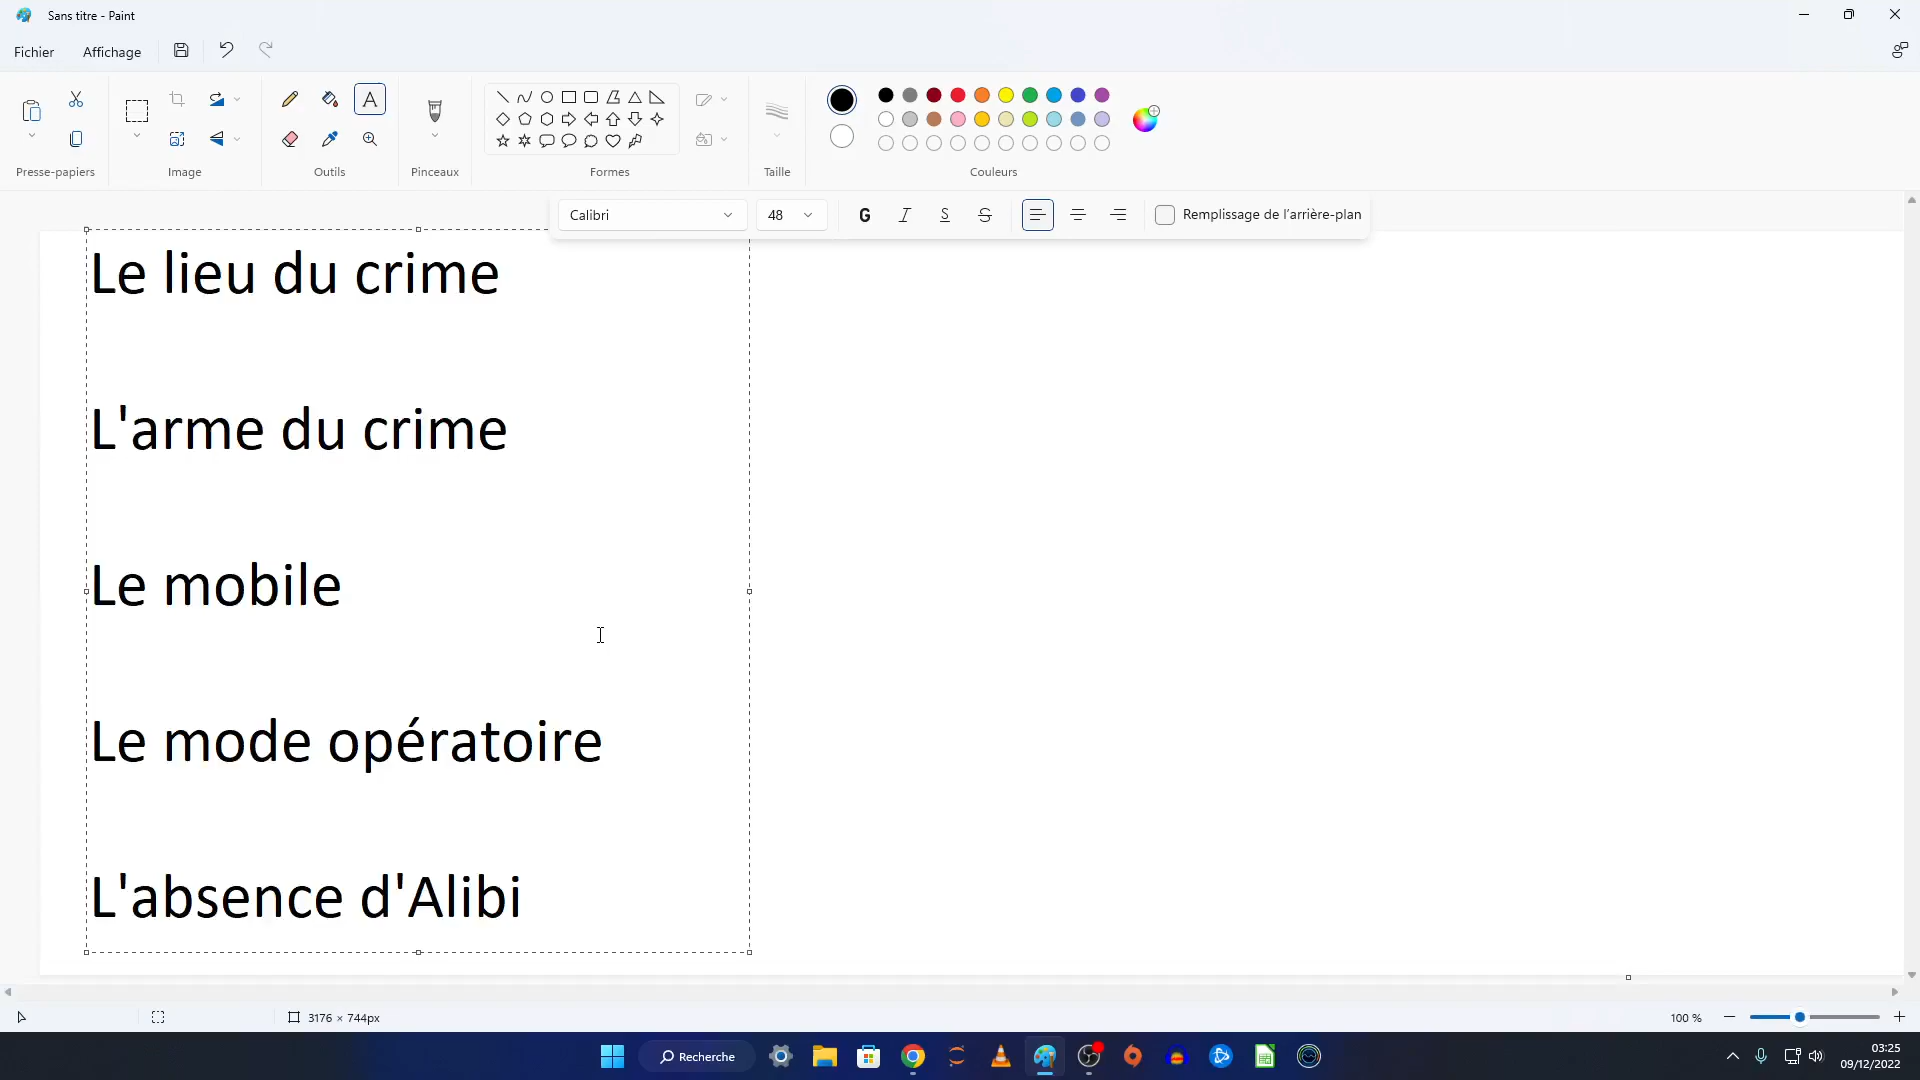 Sans titre - Paint
Fichier
Affichage
Presse-papiers
Image
Outils
Pinceaux
Formes
Taille
Couleurs
Calibri
48
G
I
S
S
Remplissage de l'arrière-plan
Le lieu du crime
L'arme du crime
Le mobile
Le mode opératoire
L'absence d'Alibi
3176 × 744px
100 %
Recherche
03:25
09/12/2022